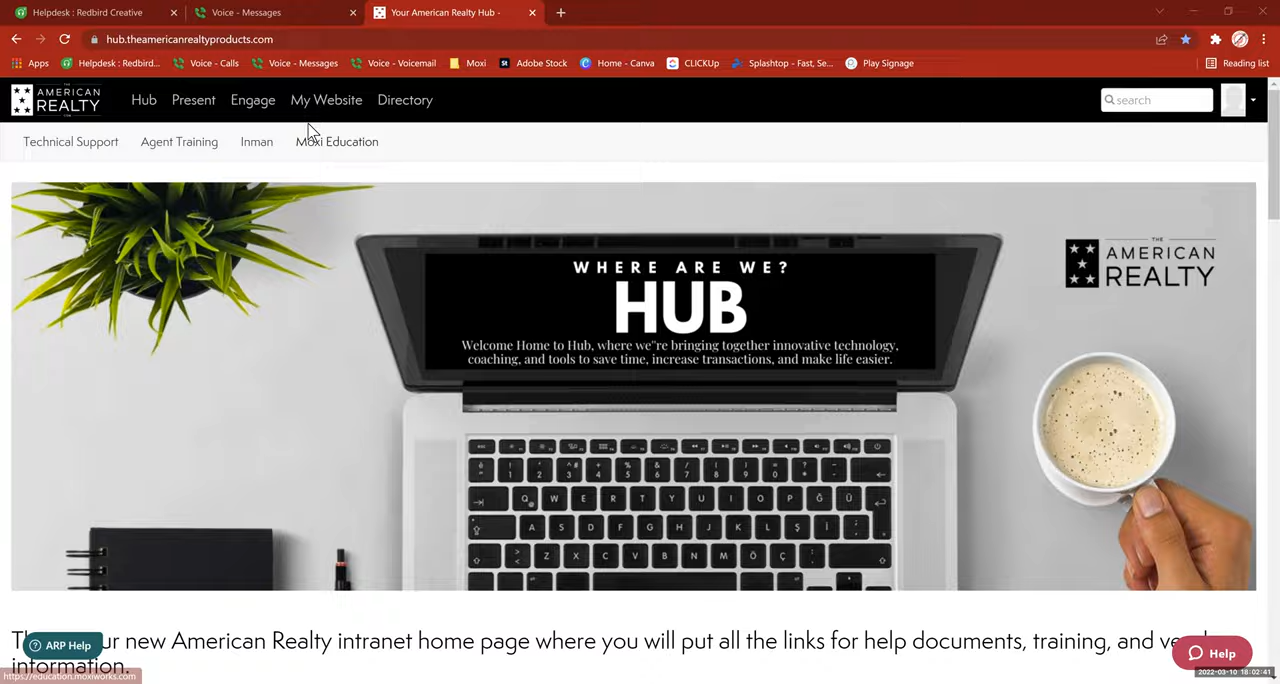 Helpdesk : Redbird Creative
Voice - Messages
Your American Realty Hub -
hub.theamericanrealtyproducts.com
Apps
Helpdesk : Redbird...
Voice - Calls
Voice - Messages
Voice - Voicemail
Moxi
St
Adobe Stock
Home - Canva
CLICKUp
Splashtop - Fast, Se...
Play Signage
Reading list
THE
AMERICAN
REALTY
Hub
Present
Engage
My Website
Directory
search
Technical Support
Agent Training
Inman
Moxi Education
WHERE ARE WE?
HUB
Welcome Home to Hub, where we"re bringing together innovative technology,
coaching, and tools to save time, increase transactions, and make life easier.
THE
AMERICAN
REALTY
Q W E R T Y U I O P Ğ Ü
A S D F G H J K L Ş İ
Z X C V B N M Ö Ç
ur new American Realty intranet home page where you will put all the links for help documents, training, and
information.
ARP Help
Help
https://education.moxiworks.com
2022-03-10 18:02:41